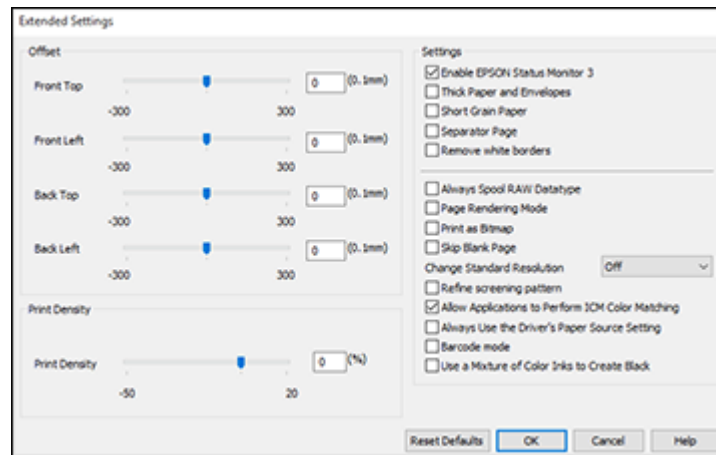 Extended Settings
Offset
Front Top
0
(0.1mm)
-300
300
Front Left
0
(0.1mm)
-300
300
Back Top
0
(0.1mm)
-300
300
Back Left
0
(0.1mm)
-300
300
Print Density
Print Density
0
(%)
-50
20
Settings
Enable EPSON Status Monitor 3
Thick Paper and Envelopes
Short Grain Paper
Separator Page
Remove white borders
Always Spool RAW Datatype
Page Rendering Mode
Print as Bitmap
Skip Blank Page
Change Standard Resolution
Off
Refine screening pattern
Allow Applications to Perform ICM Color Matching
Always Use the Driver's Paper Source Setting
Barcode mode
Use a Mixture of Color Inks to Create Black
Reset Defaults
OK
Cancel
Help